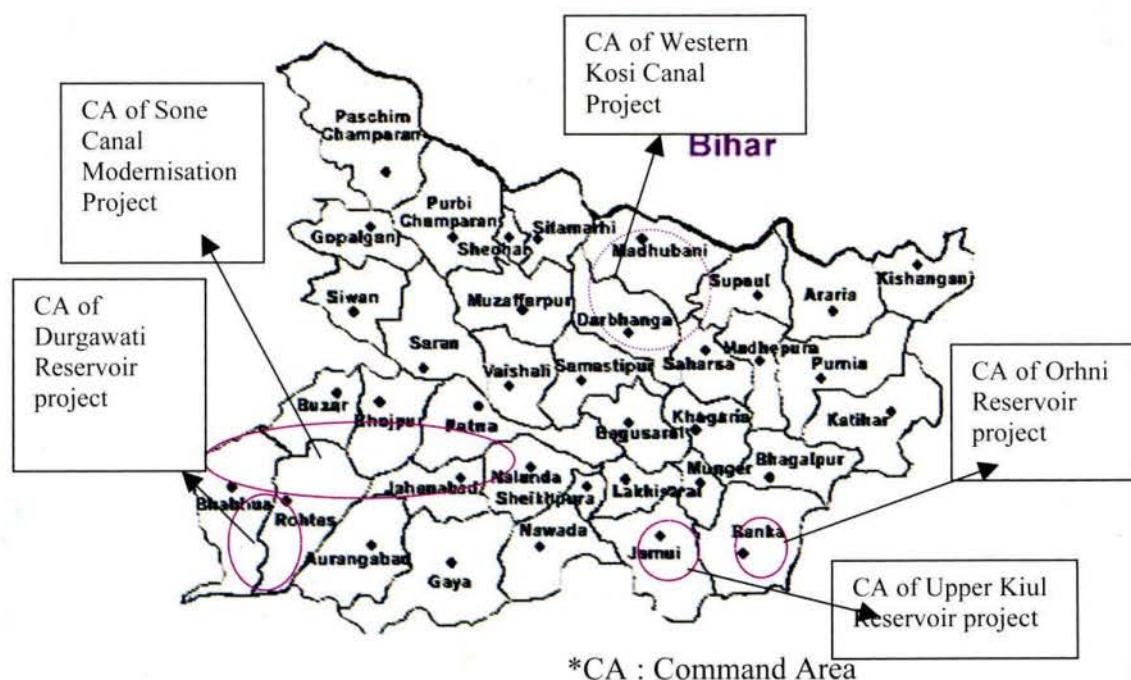 CA of Western
Kosi Canal
Project
CA of Sone
Canal
Modernisation
Project
Bihar
Paschim
Champaran
Purbi
Champaran
Sitamarhi
Gopalganj
Sheohar
Madhubani
CA of
Durgawati
Reservoir
project
Siwan
Muzaffarpur
Supaul
Araria
Kishanganj
Darbhanga
Saran
Vaishali
Samastipur
Saharsa
Madhepura
Purnia
CA of Orhni
Reservoir
project
Buxar
Bhojpur
Patna
Begusarai
Khagaria
Katihar
Bhabhua
Rohtas
Jahanabad
Nalanda
Sheikhpura
Lakhisarai
Munger
Bhagalpur
Aurangabad
Gaya
Nawada
Jamui
Banka
CA of Upper Kiul
Reservoir project
*CA : Command Area